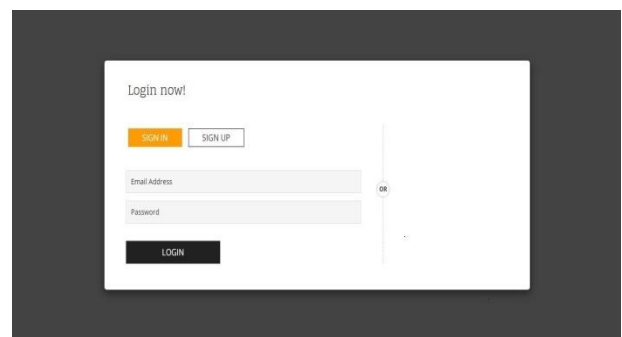 Login now!
SIGN IN SIGN UP
Email Address
OR
Password
LOGIN